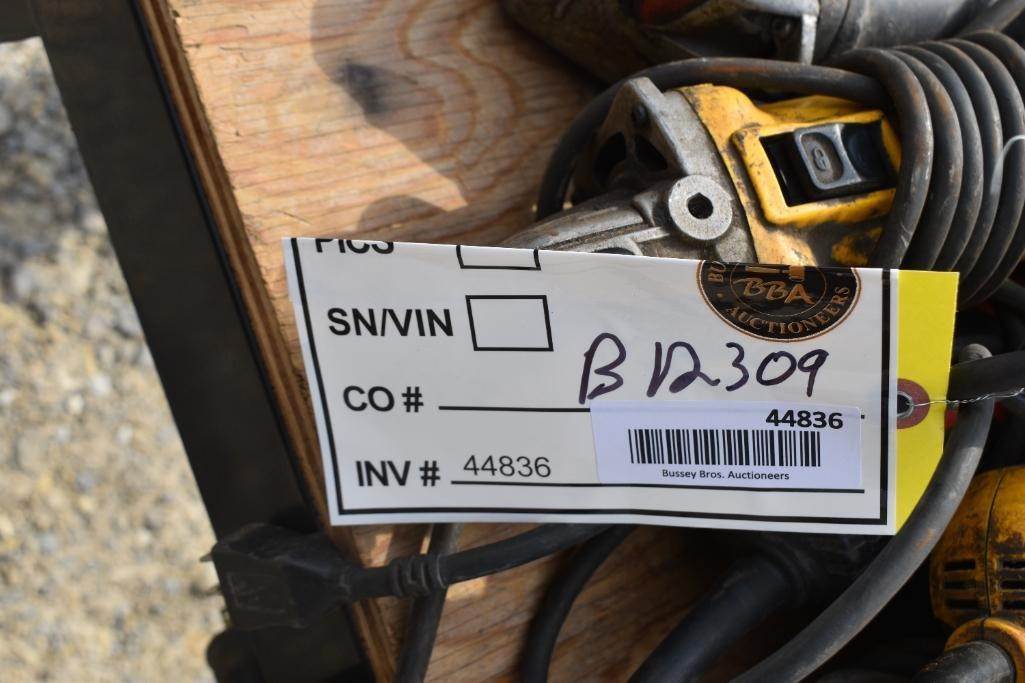 PICS
BBA
AUCTIONEERS
SN/VIN
B 12309
CO #
44836
INV # 44836
Bussey Bros. Auctioneers